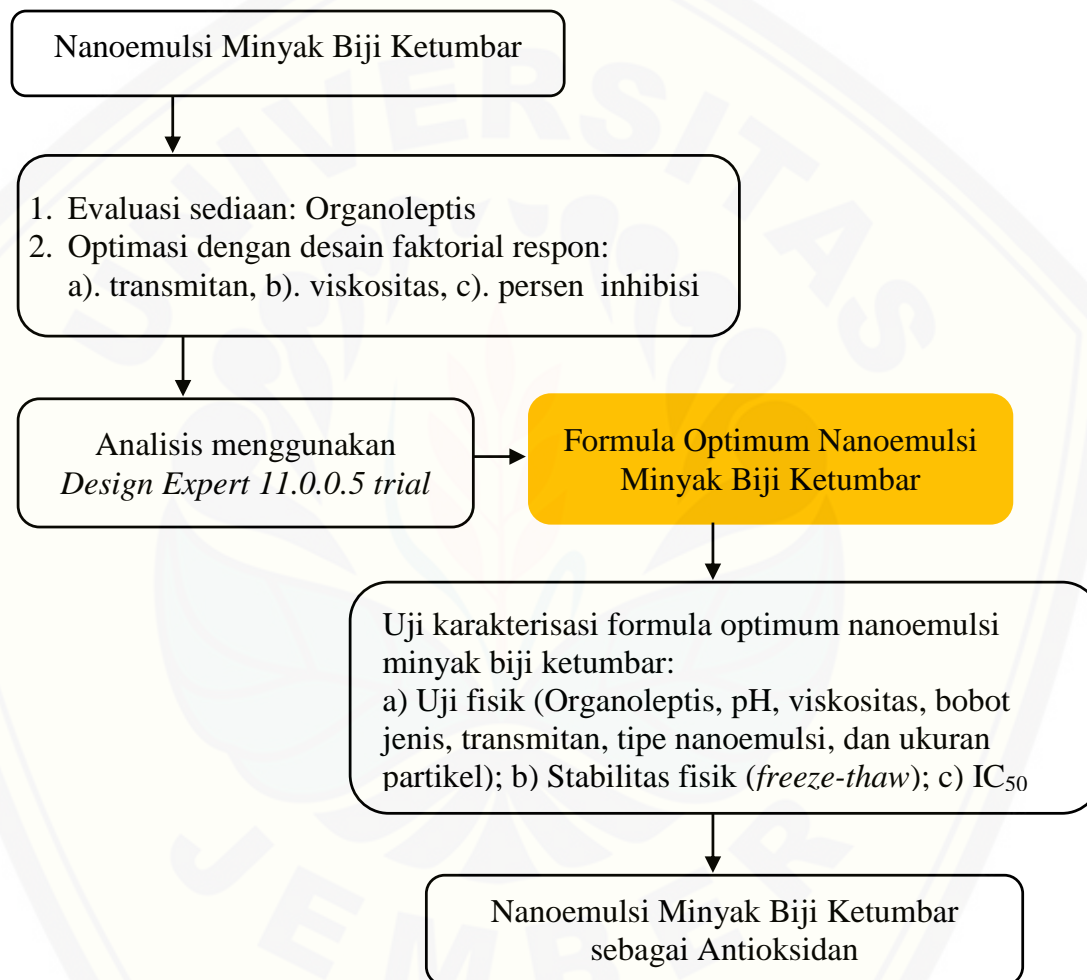 UNIVERSITAS
Nanoemulsi Minyak Biji Ketumbar
1. Evaluasi sediaan: Organoleptis
2. Optimasi dengan desain faktorial respon:
a). transmitan, b). viskositas, c). persen inhibisi
Analisis menggunakan
Design Expert 11.0.0.5 trial
Formula Optimum Nanoemulsi
Minyak Biji Ketumbar
Uji karakterisasi formula optimum nanoemulsi
minyak biji ketumbar:
a) Uji fisik (Organoleptis, pH, viskositas, bobot
jenis, transmitan, tipe nanoemulsi, dan ukuran
partikel); b) Stabilitas fisik (freeze-thaw); c) IC₅₀
Nanoemulsi Minyak Biji Ketumbar
sebagai Antioksidan
JEMBER